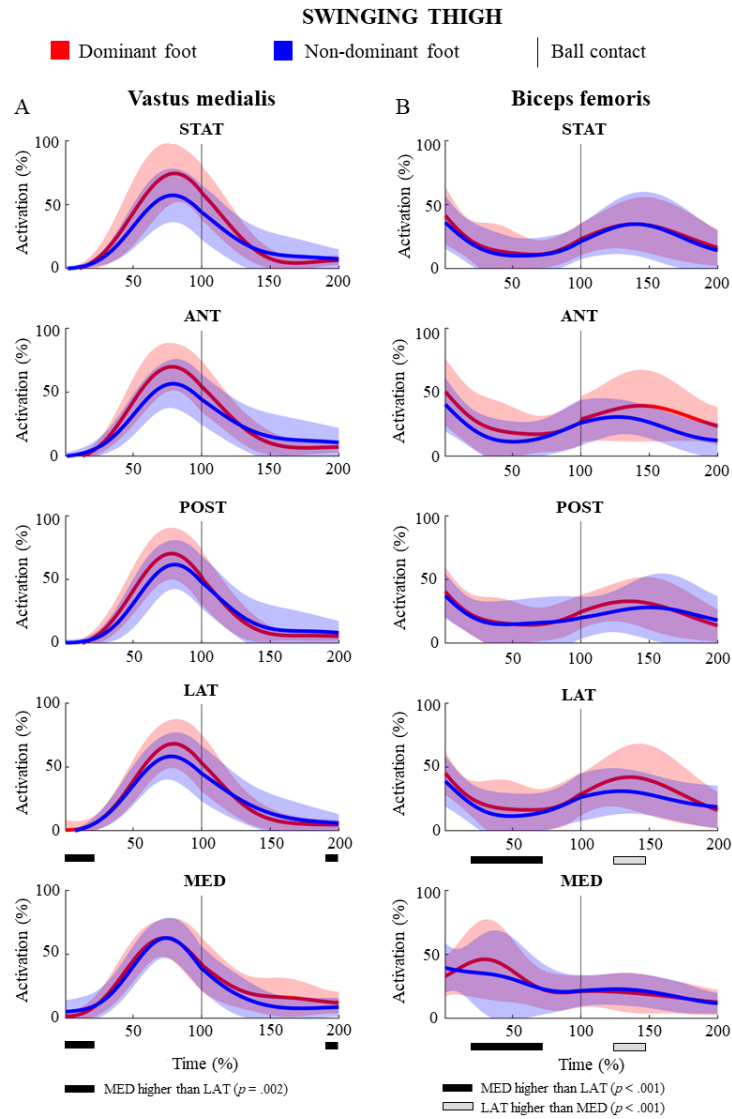 SWINGING THIGH
Dominant foot Non-dominant foot Ball contact
A Vastus medialis
STAT
Activation (%)
100
50
0
50 100 150 200
ANT
Activation (%)
100
50
0
50 100 150 200
POST
Activation (%)
100
50
0
50 100 150 200
LAT
Activation (%)
100
50
0
50 100 150 200
MED
Activation (%)
100
50
0
50 100 150 200
Time (%)
MED higher than LAT (p = .002)
B Biceps femoris
STAT
Activation (%)
100
50
0
50 100 150 200
ANT
Activation (%)
100
50
0
50 100 150 200
POST
Activation (%)
100
50
0
50 100 150 200
LAT
Activation (%)
100
50
0
50 100 150 200
MED
Activation (%)
100
50
0
50 100 150 200
Time (%)
MED higher than LAT (p < .001)
LAT higher than MED (p < .001)